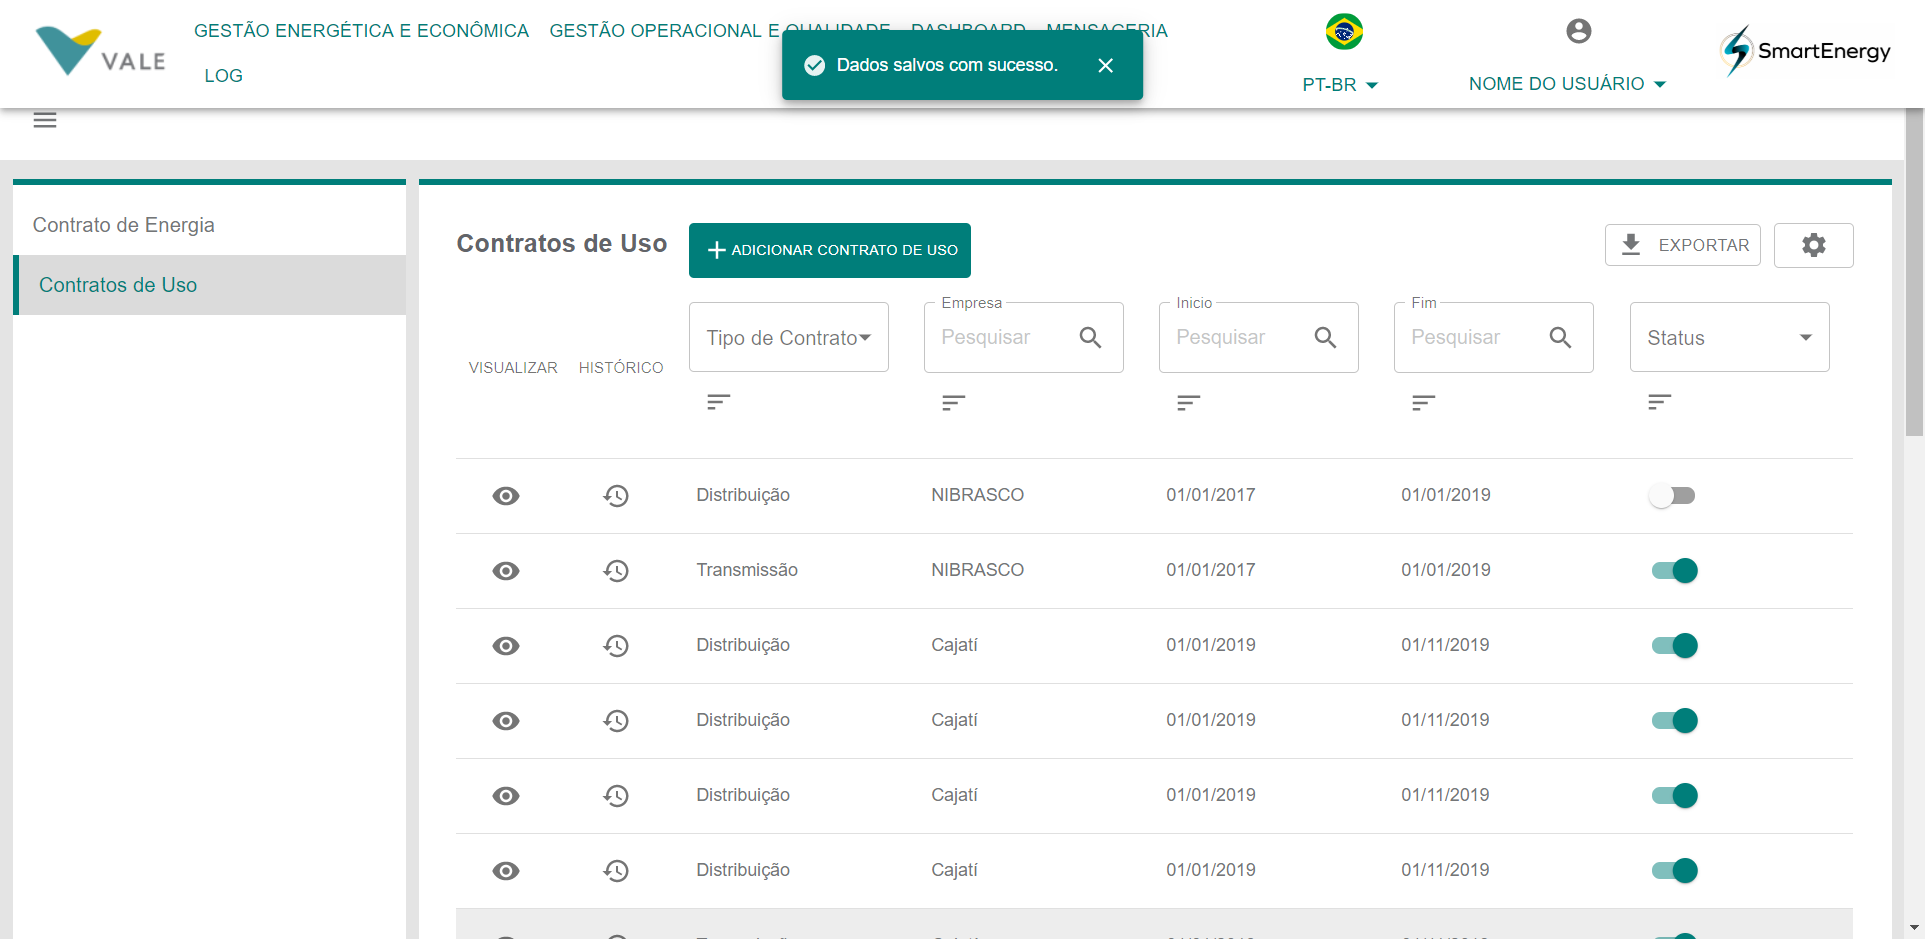 VALE
GESTÃO ENERGÉTICA E ECONÔMICA
GESTÃO OPERACIONAL E QUALIDADE
DASHBOARD
MENSAGERIA
LOG
Dados salvos com sucesso.
PT-BR
NOME DO USUÁRIO
SmartEnergy
Contrato de Energia
Contratos de Uso
Contratos de Uso
ADICIONAR CONTRATO DE USO
EXPORTAR
VISUALIZAR
HISTÓRICO
Tipo de Contrato
Empresa
Pesquisar
Inicio
Pesquisar
Fim
Pesquisar
Status
Distribuição NIBRASCO 01/01/2017 01/01/2019
Transmissão NIBRASCO 01/01/2017 01/01/2019
Distribuição Cajatí 01/01/2019 01/11/2019
Distribuição Cajatí 01/01/2019 01/11/2019
Distribuição Cajatí 01/01/2019 01/11/2019
Distribuição Cajatí 01/01/2019 01/11/2019